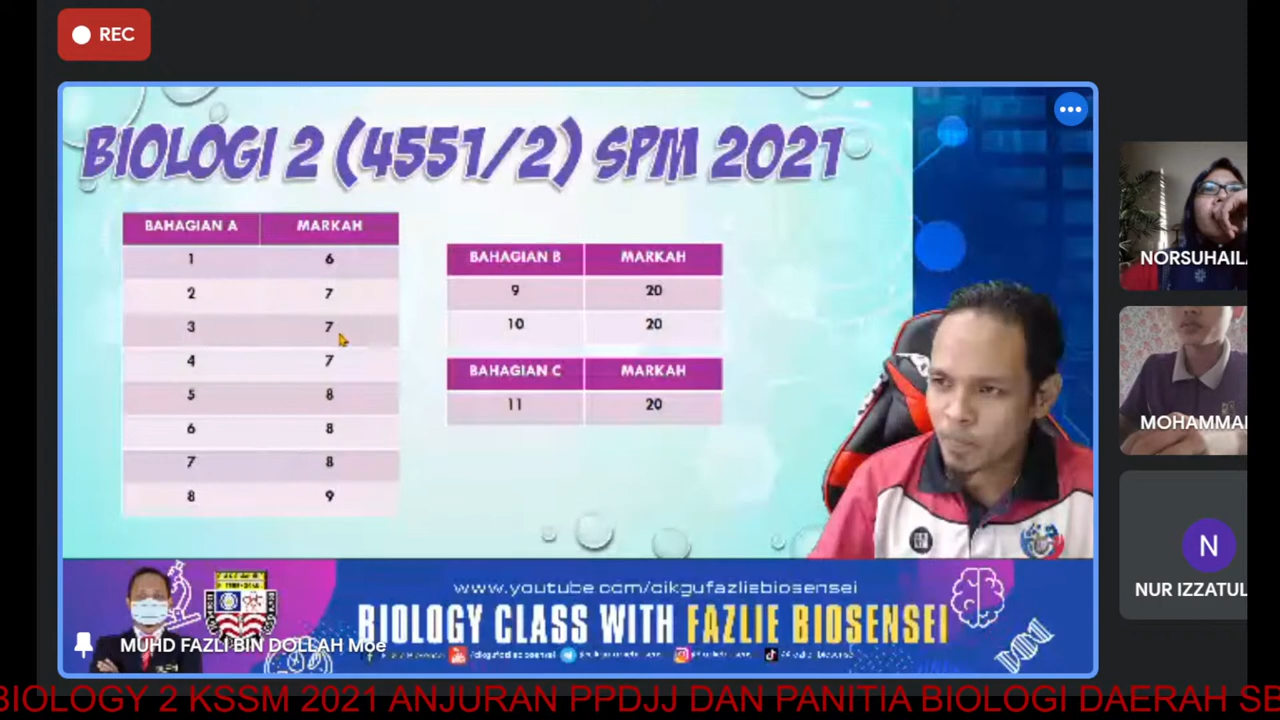 REC
BIOLOGI 2 (4551/2) SPM 2021
BAHAGIAN A MARKAH
1 6
2 7
3 7
4 7
5 8
6 8
7 8
8 9
BAHAGIAN B MARKAH
9 20
10 20
BAHAGIAN C MARKAH
11 20
NORSUHAIL
MOHAMMA
N
NUR IZZATUL
www.youtube.com/cikgufazliebiosensei
BIOLOGY CLASS WITH FAZLIE BIOSENSEI
MUHD FAZLI BIN DOLLAH Moe
BIOLOGY 2 KSSM 2021 ANJURAN PPDJJ DAN PANITIA BIOLOGI DAERAH SE